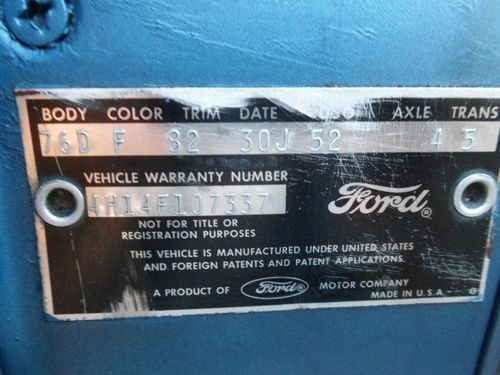 BODY COLOR TRIM DATE DSO AXLE TRANS
76D F 82 30J 52 4 5
VEHICLE WARRANTY NUMBER
4H14F107337
Ford®
NOT FOR TITLE OR
REGISTRATION PURPOSES
THIS VEHICLE IS MANUFACTURED UNDER UNITED STATES
AND FOREIGN PATENTS AND PATENT APPLICATIONS.
A PRODUCT OF Ford MOTOR COMPANY
MADE IN U.S.A.